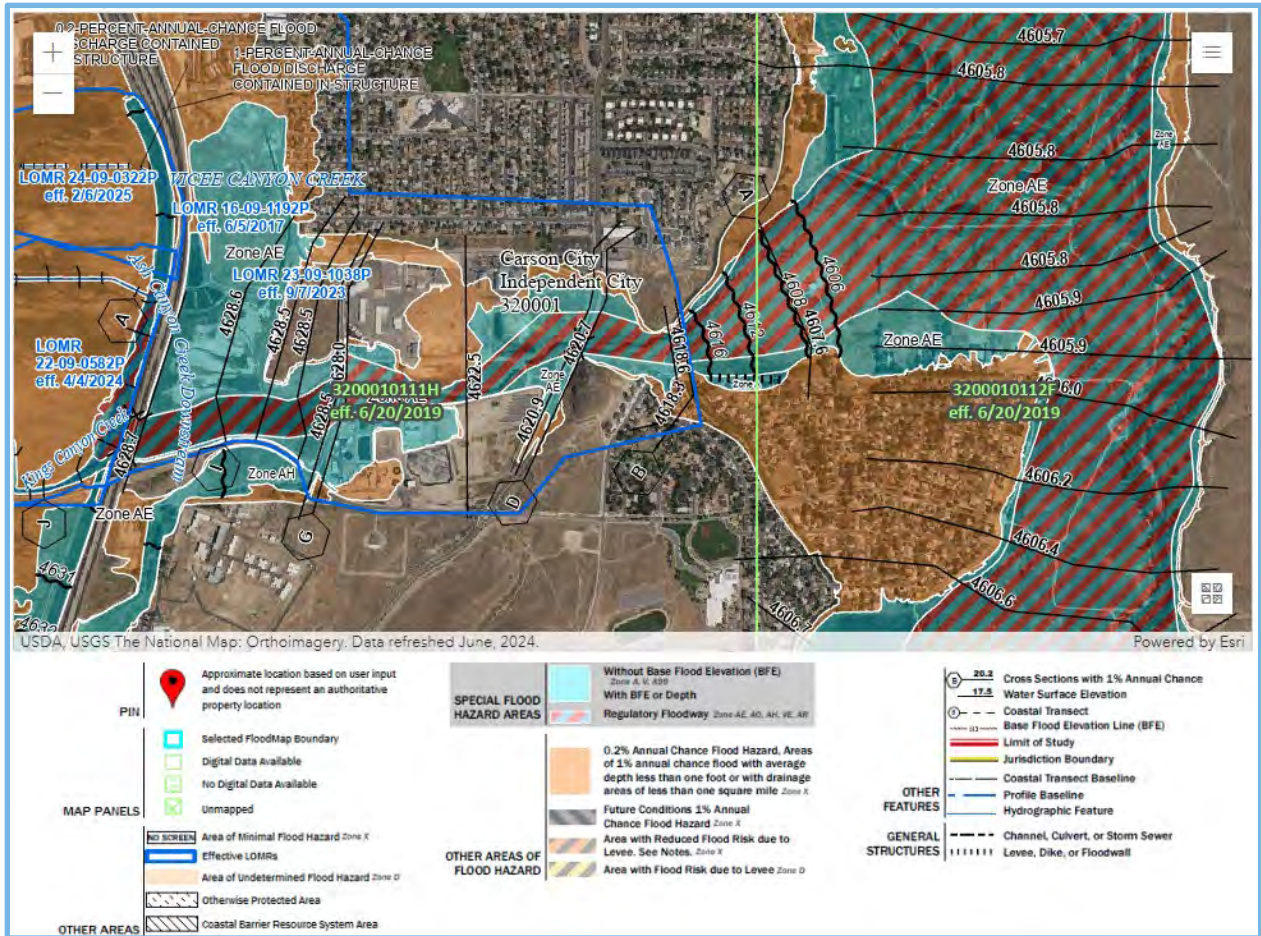 0.2-PERCENT-ANNUAL-CHANCE FLOOD
DISCHARGE CONTAINED
STRUCTURE
1-PERCENT-ANNUAL-CHANCE
FLOOD DISCHARGE
CONTAINED IN STRUCTURE
LOMR 24-09-0322P
eff. 2/6/2025
VICEE CANYON CREEK
LOMR 16-09-1192P
eff. 6/5/2017
Zone AE
LOMR 23-09-1038P
eff. 9/7/2023
Carson City
Independent City
320001
LOMR
22-09-0582P
eff. 4/4/2024
Ash Canyon
Creek Downstream
Kings Canyon Creek
3200010111H
eff. 6/20/2019
3200010112F
eff. 6/20/2019
4605.7
4605.8
Zone AE
4605.8
Zone AE
4605.8
4605.8
4605.9
4605.9
4606.0
4606.2
4606.4
4606.6
4606.7
4606
4608
4607.6
4616
4618.6
4618.3
4620.7
4620.9
4622.5
4628.0
4628.5
4628.5
4628.5
4628.6
4628.7
4631
Zone AE
Zone AE
Zone AH
Zone AE
A
A
B
D
G
I
J
USDA, USGS The National Map: Orthoimagery. Data refreshed June, 2024.
Powered by Esri
PIN
Approximate location based on user input
and does not represent an authoritative
property location
MAP PANELS
Selected FloodMap Boundary
Digital Data Available
No Digital Data Available
Unmapped
OTHER AREAS
NO SCREEN Area of Minimal Flood Hazard Zone X
Effective LOMRs
Area of Undetermined Flood Hazard Zone D
Otherwise Protected Area
Coastal Barrier Resource System Area
SPECIAL FLOOD
HAZARD AREAS
Without Base Flood Elevation (BFE)
Zone A, V, A99
With BFE or Depth
Regulatory Floodway Zone AE, AO, AH, VE, AR
OTHER AREAS OF
FLOOD HAZARD
0.2% Annual Chance Flood Hazard, Areas
of 1% annual chance flood with average
depth less than one foot or with drainage
areas of less than one square mile Zone X
Future Conditions 1% Annual
Chance Flood Hazard Zone X
Area with Reduced Flood Risk due to
Levee. See Notes. Zone X
Area with Flood Risk due to Levee Zone D
OTHER
FEATURES
B 20.2 Cross Sections with 1% Annual Chance
17.5 Water Surface Elevation
Coastal Transect
Base Flood Elevation Line (BFE)
Limit of Study
Jurisdiction Boundary
Coastal Transect Baseline
Profile Baseline
Hydrographic Feature
GENERAL
STRUCTURES
Channel, Culvert, or Storm Sewer
Levee, Dike, or Floodwall